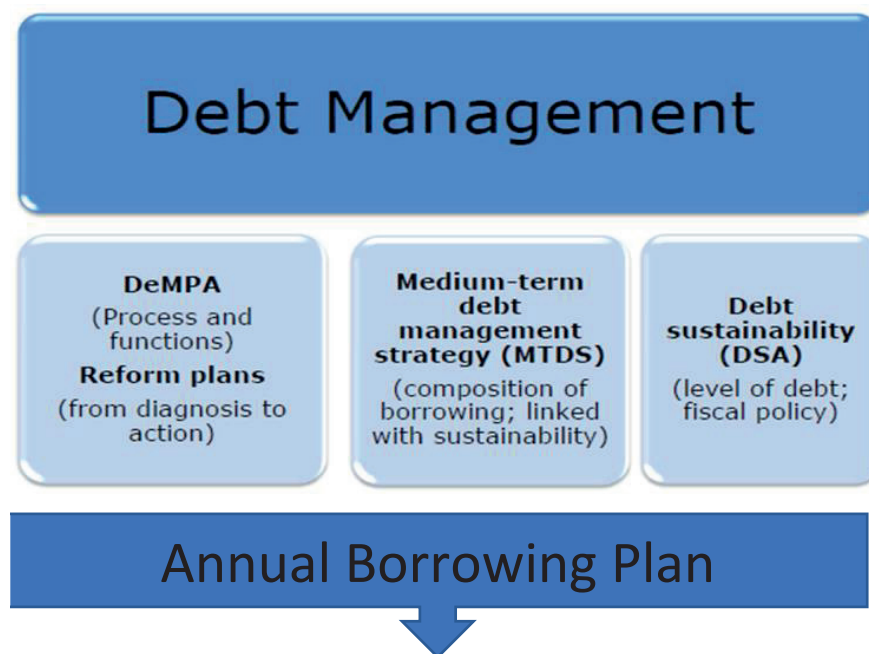 Debt Management
DeMPA
(Process and
functions)
Reform plans
(from diagnosis to
action)
Medium-term
debt
management
strategy (MTDS)
(composition of
borrowing; linked
with sustainability)
Debt
sustainability
(DSA)
(level of debt;
fiscal policy)
Annual Borrowing Plan